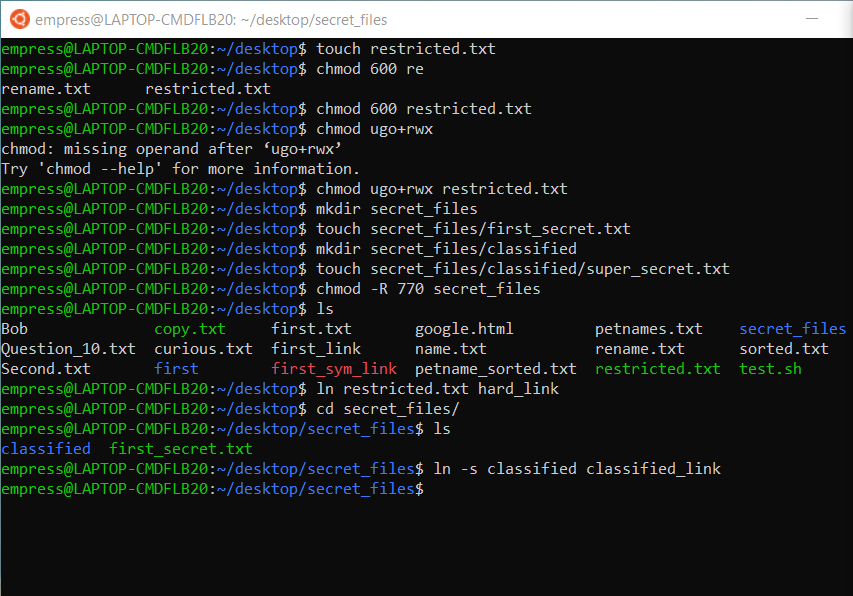 empress@LAPTOP-CMDFLB20: ~/desktop/secret_files
empress@LAPTOP-CMDFLB20:~/desktop$ touch restricted.txt
empress@LAPTOP-CMDFLB20:~/desktop$ chmod 600 re
rename.txt      restricted.txt
empress@LAPTOP-CMDFLB20:~/desktop$ chmod 600 restricted.txt
empress@LAPTOP-CMDFLB20:~/desktop$ chmod ugo+rwx
chmod: missing operand after ‘ugo+rwx’
Try 'chmod --help' for more information.
empress@LAPTOP-CMDFLB20:~/desktop$ chmod ugo+rwx restricted.txt
empress@LAPTOP-CMDFLB20:~/desktop$ mkdir secret_files
empress@LAPTOP-CMDFLB20:~/desktop$ touch secret_files/first_secret.txt
empress@LAPTOP-CMDFLB20:~/desktop$ mkdir secret_files/classified
empress@LAPTOP-CMDFLB20:~/desktop$ touch secret_files/classified/super_secret.txt
empress@LAPTOP-CMDFLB20:~/desktop$ chmod -R 770 secret_files
empress@LAPTOP-CMDFLB20:~/desktop$ ls
Bob              copy.txt     first.txt       google.html         petnames.txt    secret_files
Question_10.txt  curious.txt  first_link      name.txt            rename.txt      sorted.txt
Second.txt       first        first_sym_link  petname_sorted.txt  restricted.txt  test.sh
empress@LAPTOP-CMDFLB20:~/desktop$ ln restricted.txt hard_link
empress@LAPTOP-CMDFLB20:~/desktop$ cd secret_files/
empress@LAPTOP-CMDFLB20:~/desktop/secret_files$ ls
classified  first_secret.txt
empress@LAPTOP-CMDFLB20:~/desktop/secret_files$ ln -s classified classified_link
empress@LAPTOP-CMDFLB20:~/desktop/secret_files$